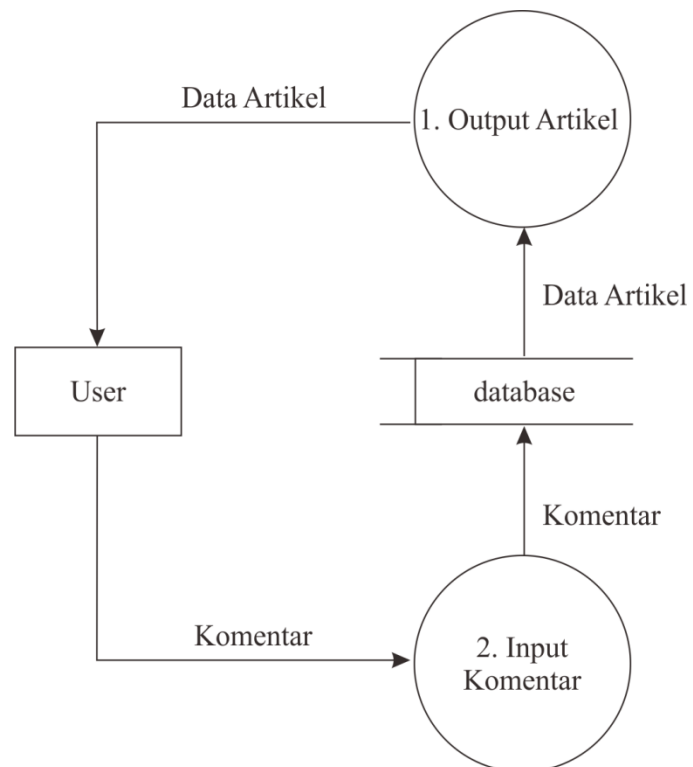 Data Artikel
1. Output Artikel
Data Artikel
User
database
Komentar
Komentar
2. Input
Komentar